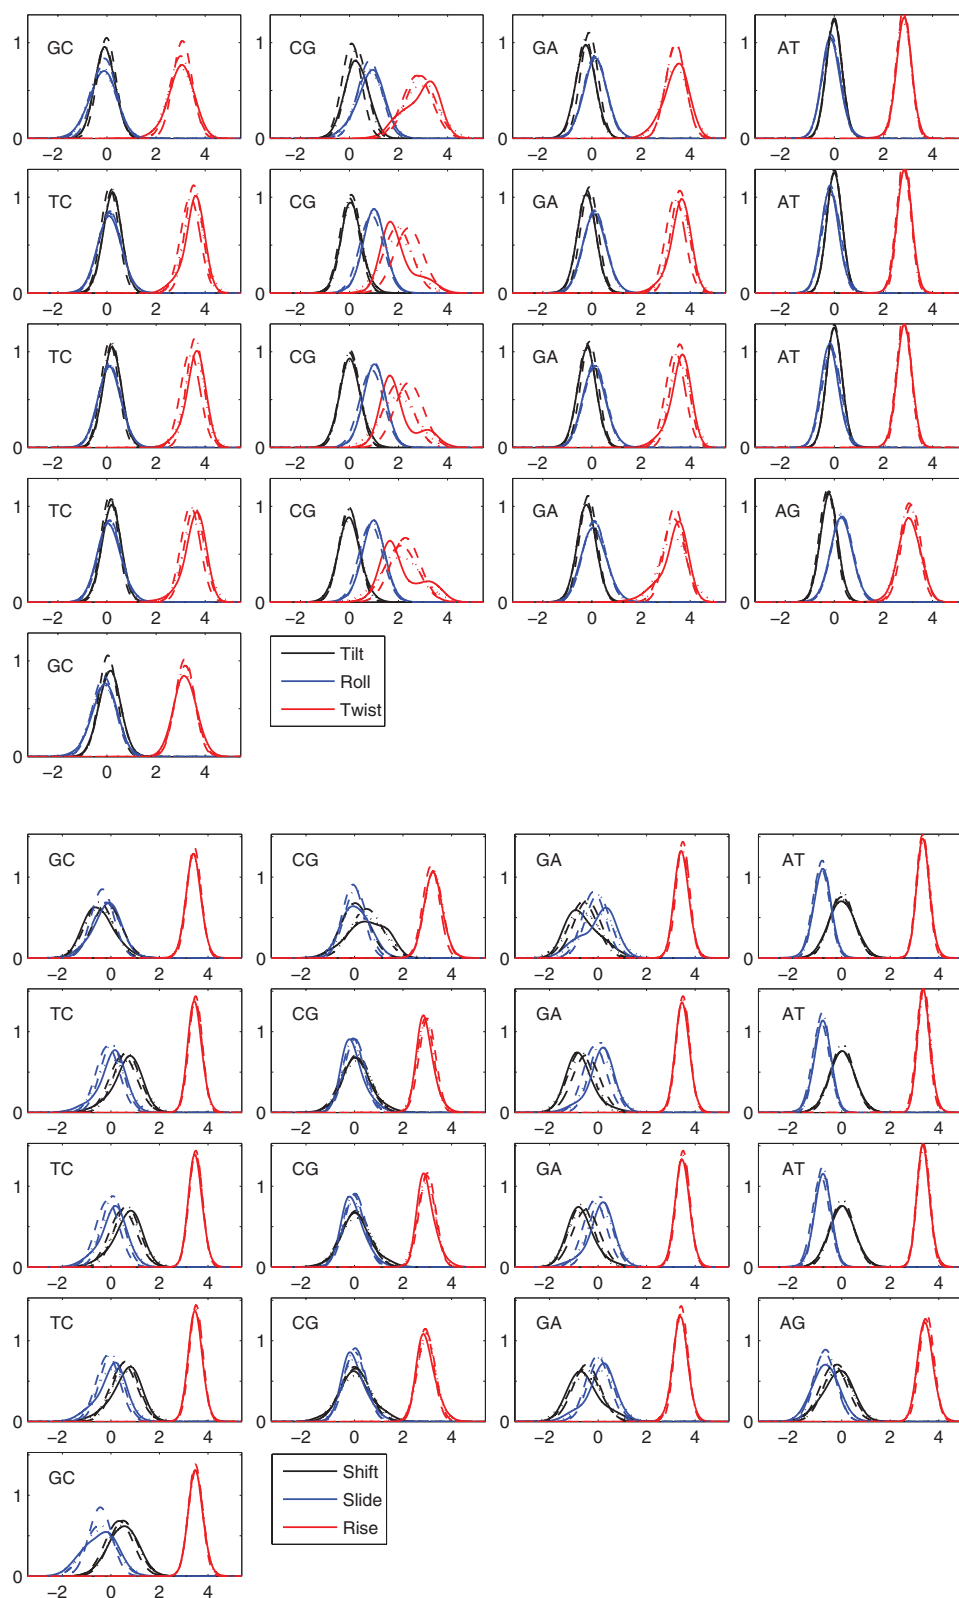 1 GC 1 CG 1 GA 1 AT
0 0 0 0
−2 0 2 4 −2 0 2 4 −2 0 2 4 −2 0 2 4
1 TC 1 CG 1 GA 1 AT
0 0 0 0
−2 0 2 4 −2 0 2 4 −2 0 2 4 −2 0 2 4
1 TC 1 CG 1 GA 1 AT
0 0 0 0
−2 0 2 4 −2 0 2 4 −2 0 2 4 −2 0 2 4
1 TC 1 CG 1 GA 1 AG
0 0 0 0
−2 0 2 4 −2 0 2 4 −2 0 2 4 −2 0 2 4
1 GC
0
−2 0 2 4
Tilt
Roll
Twist
1 GC 1 CG 1 GA 1 AT
0 0 0 0
−2 0 2 4 −2 0 2 4 −2 0 2 4 −2 0 2 4
1 TC 1 CG 1 GA 1 AT
0 0 0 0
−2 0 2 4 −2 0 2 4 −2 0 2 4 −2 0 2 4
1 TC 1 CG 1 GA 1 AT
0 0 0 0
−2 0 2 4 −2 0 2 4 −2 0 2 4 −2 0 2 4
1 TC 1 CG 1 GA 1 AG
0 0 0 0
−2 0 2 4 −2 0 2 4 −2 0 2 4 −2 0 2 4
1 GC
0
−2 0 2 4
Shift
Slide
Rise